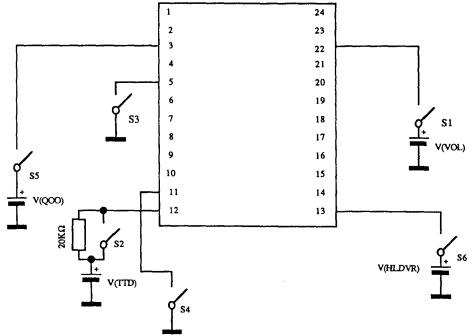 1 24
2 23
3 22
4 21
5 20
6 19
7 18
8 17
9 16
10 15
11 14
12 13
S3
S1
+
V(VOL)
S5
+
V(QOO)
20KΩ
S2
+
V(TTD)
S4
S6
+
V(HLDVR)